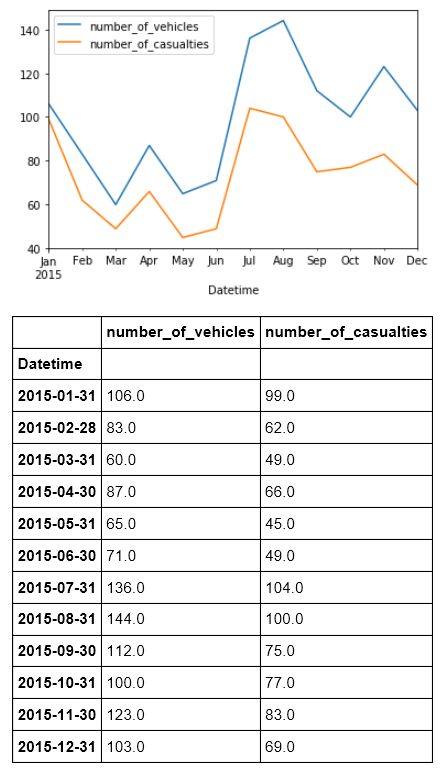 number_of_vehicles
number_of_casualties
140
120
100
80
60
40
Jan Feb Mar Apr May Jun Jul Aug Sep Oct Nov Dec
2015
Datetime
number_of_vehicles number_of_casualties
Datetime
2015-01-31 106.0 99.0
2015-02-28 83.0 62.0
2015-03-31 60.0 49.0
2015-04-30 87.0 66.0
2015-05-31 65.0 45.0
2015-06-30 71.0 49.0
2015-07-31 136.0 104.0
2015-08-31 144.0 100.0
2015-09-30 112.0 75.0
2015-10-31 100.0 77.0
2015-11-30 123.0 83.0
2015-12-31 103.0 69.0